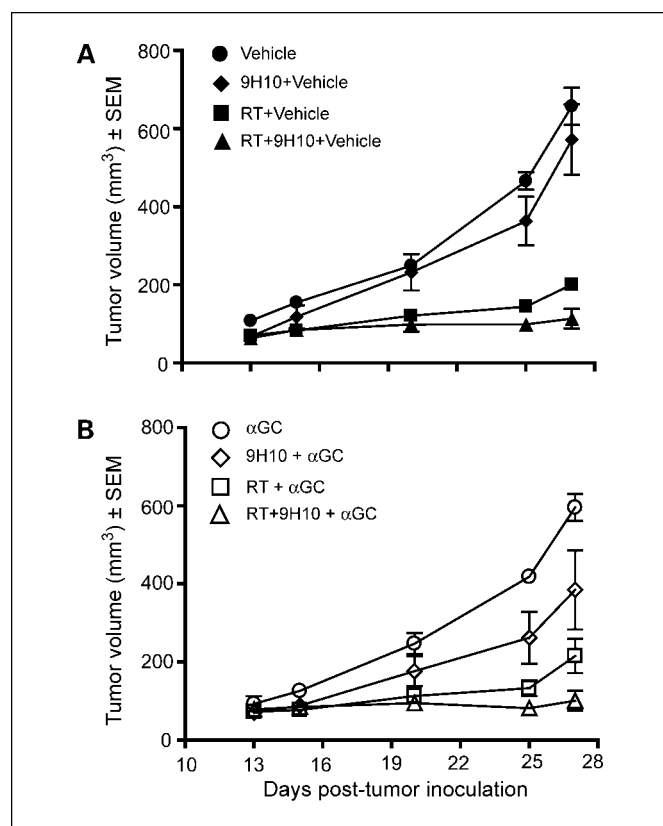 A
Vehicle
9H10+Vehicle
RT+Vehicle
RT+9H10+Vehicle
800
600
400
200
0
Tumor volume (mm³) ± SEM
B
αGC
9H10 + αGC
RT + αGC
RT+9H10 + αGC
800
600
400
200
0
Tumor volume (mm³) ± SEM
10 13 16 19 22 25 28
Days post-tumor inoculation